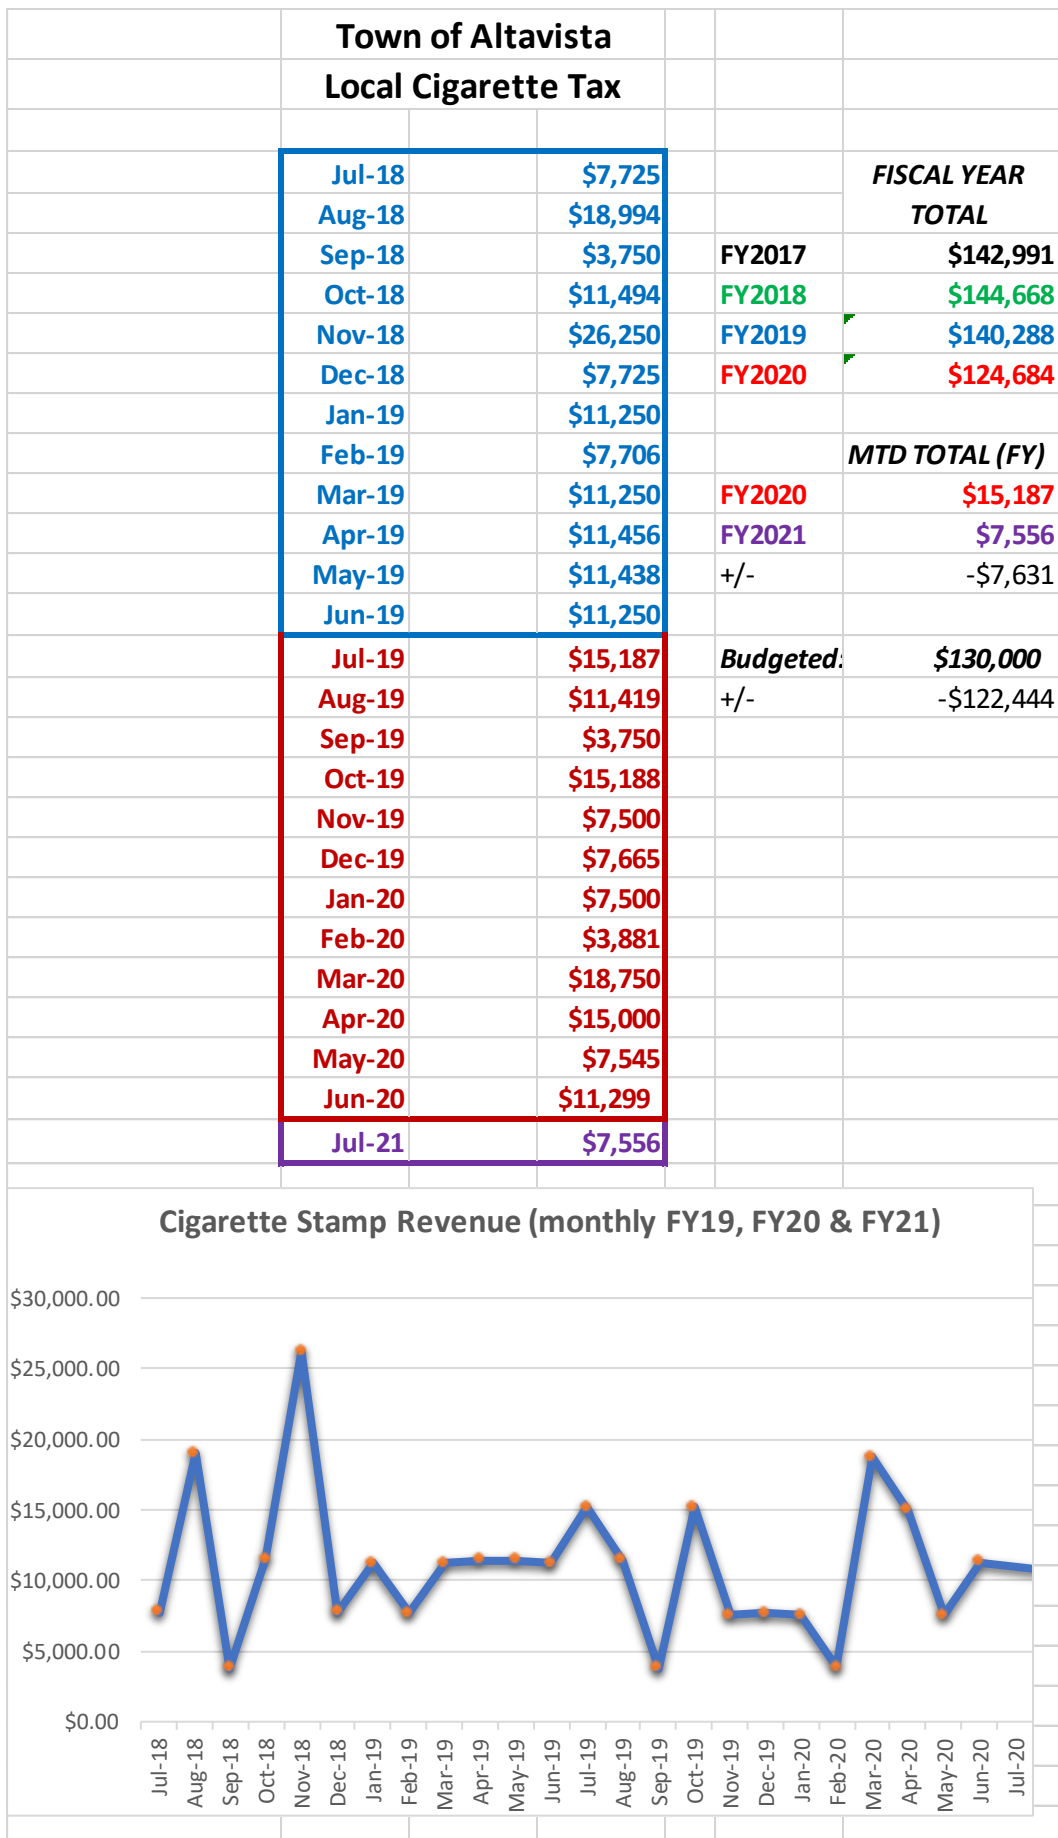 Town of Altavista
Local Cigarette Tax
Jul-18 $7,725 FISCAL YEAR
Aug-18 $18,994 TOTAL
Sep-18 $3,750 FY2017 $142,991
Oct-18 $11,494 FY2018 $144,668
Nov-18 $26,250 FY2019 $140,288
Dec-18 $7,725 FY2020 $124,684
Jan-19 $11,250
Feb-19 $7,706 MTD TOTAL (FY)
Mar-19 $11,250 FY2020 $15,187
Apr-19 $11,456 FY2021 $7,556
May-19 $11,438 +/- -$7,631
Jun-19 $11,250
Jul-19 $15,187 Budgeted: $130,000
Aug-19 $11,419 +/- -$122,444
Sep-19 $3,750
Oct-19 $15,188
Nov-19 $7,500
Dec-19 $7,665
Jan-20 $7,500
Feb-20 $3,881
Mar-20 $18,750
Apr-20 $15,000
May-20 $7,545
Jun-20 $11,299
Jul-21 $7,556
Cigarette Stamp Revenue (monthly FY19, FY20 & FY21)
$30,000.00
$25,000.00
$20,000.00
$15,000.00
$10,000.00
$5,000.00
$0.00
Jul-18 Aug-18 Sep-18 Oct-18 Nov-18 Dec-18 Jan-19 Feb-19 Mar-19 Apr-19 May-19 Jun-19 Jul-19 Aug-19 Sep-19 Oct-19 Nov-19 Dec-19 Jan-20 Feb-20 Mar-20 Apr-20 May-20 Jun-20 Jul-20